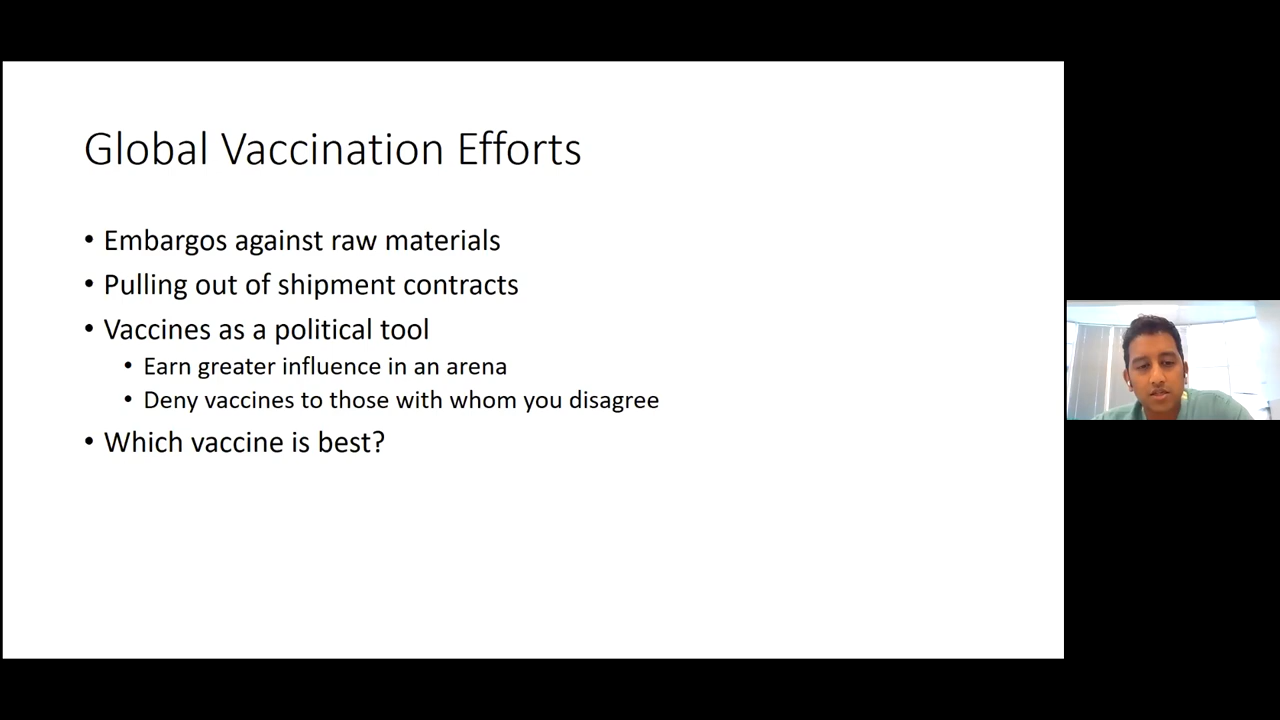 Global Vaccination Efforts
• Embargos against raw materials
• Pulling out of shipment contracts
• Vaccines as a political tool
• Earn greater influence in an arena
• Deny vaccines to those with whom you disagree
• Which vaccine is best?